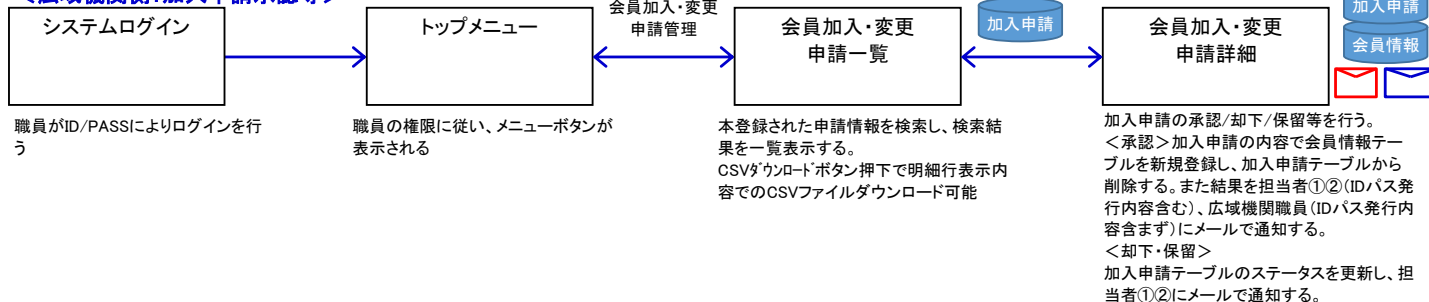 <広域機関側:加入申請承認等>
システムログイン
トップメニュー
会員加入・変更
申請管理
会員加入・変更
申請一覧
加入申請
会員加入・変更
申請詳細
加入申請
会員情報
職員がID/PASSによりログインを行
う
職員の権限に従い、メニューボタンが
表示される
本登録された申請情報を検索し、検索結
果を一覧表示する。
CSVﾀﾞｳﾝﾛｰﾄﾞボタン押下で明細行表示内
容でのCSVファイルダウンロード可能
加入申請の承認/却下/保留等を行う。
<承認>加入申請の内容で会員情報テー
ブルを新規登録し、加入申請テーブルから
削除する。また結果を担当者①②(IDパス発
行内容含む)、広域機関職員(IDパス発行内
容含まず)にメールで通知する。
<却下・保留>
加入申請テーブルのステータスを更新し、担
当者①②にメールで通知する。